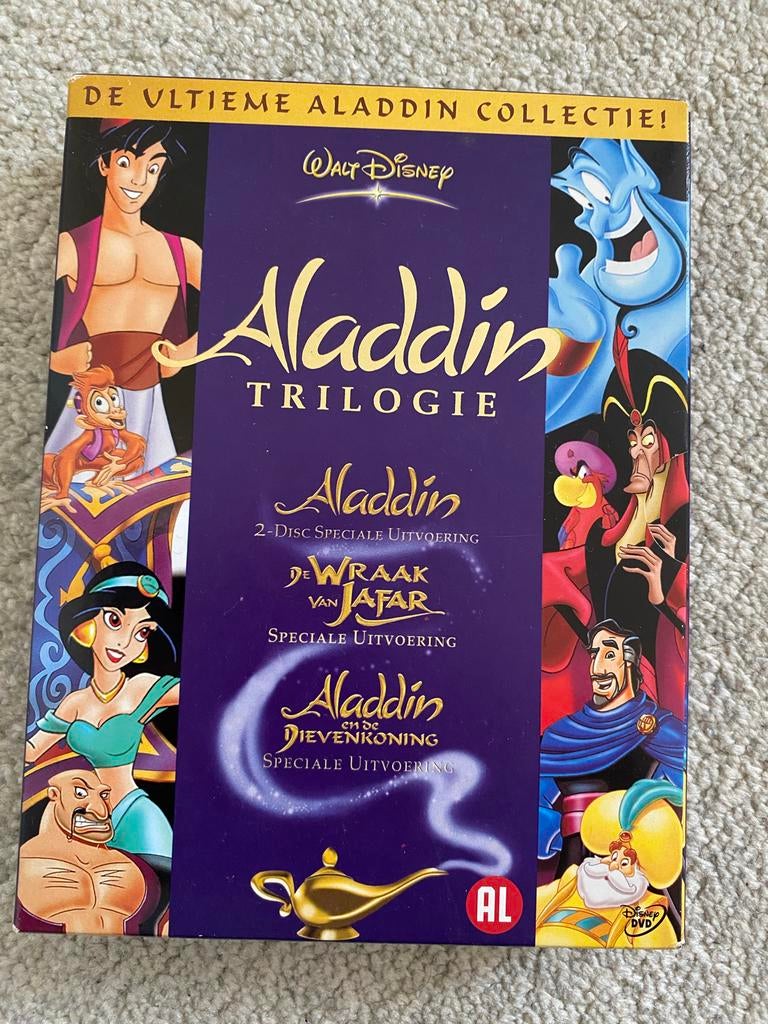 DE ULTIEME ALADDIN COLLECTIE!
WALT DISNEY
Aladdin
TRILOGIE
Aladdin
2-DISC SPECIALE UITVOERING
DE WRAAK
VAN JAFAR
SPECIALE UITVOERING
Aladdin
en de
DIEVENKONING
SPECIALE UITVOERING
AL
DISNEY
DVD